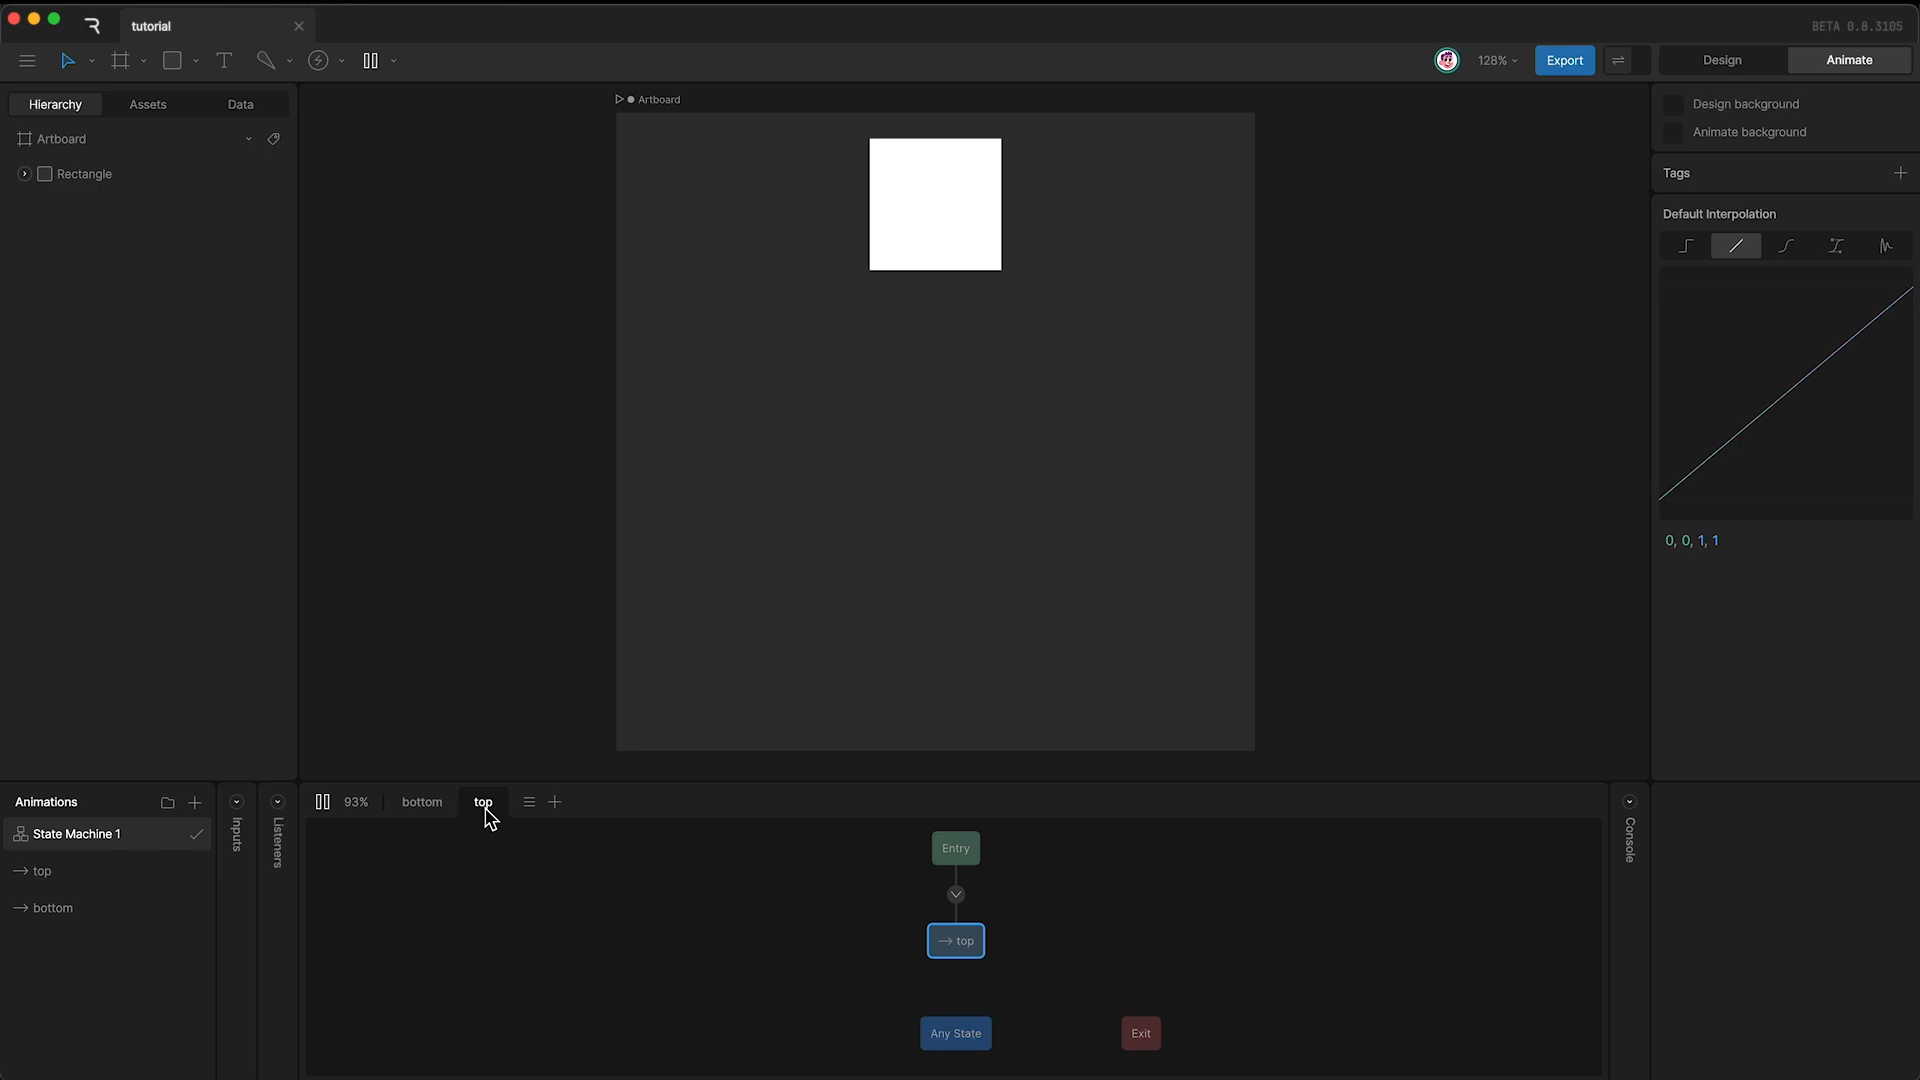 tutorial
BETA 0.8.3105
128%
Export
Design
Animate
Hierarchy
Assets
Data
Artboard
Rectangle
Artboard
Design background
Animate background
Tags
Default Interpolation
0, 0, 1, 1
Animations
State Machine 1
top
bottom
Inputs
Listeners
93%
bottom
top
Entry
top
Any State
Exit
Console